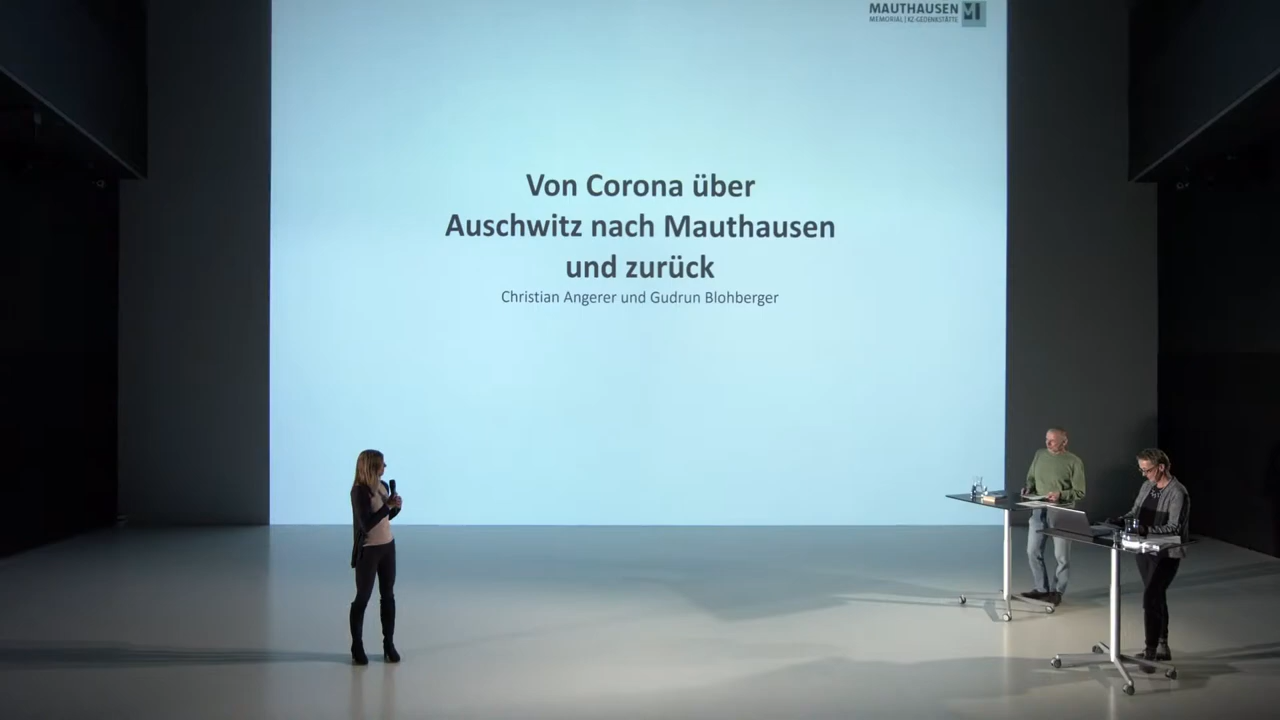 MAUTHAUSEN
MEMORIAL | KZ-GEDENKSTÄTTE
Von Corona über
Auschwitz nach Mauthausen
und zurück
Christian Angerer und Gudrun Blohberger